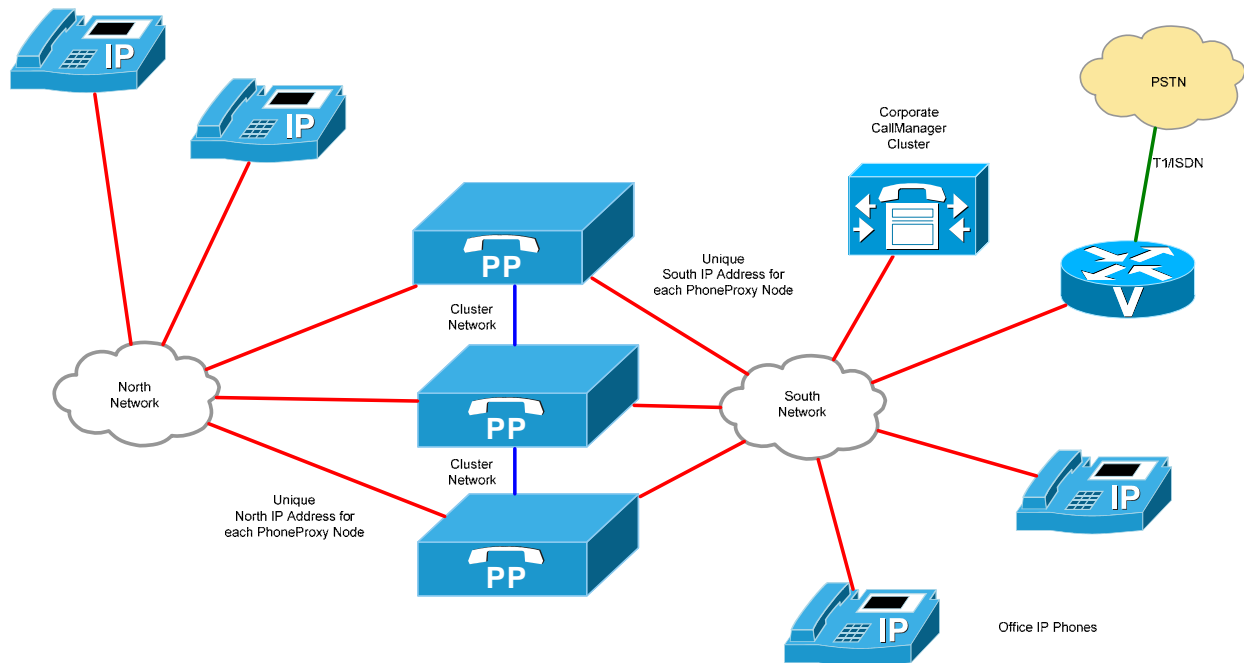 IP
IP
PSTN
Corporate
CallManager
Cluster
T1/ISDN
PP
Unique
South IP Address for
each PhoneProxy Node
V
Cluster
Network
North
Network
PP
South
Network
Cluster
Network
Unique
North IP Address for
each PhoneProxy Node
IP
PP
IP
Office IP Phones